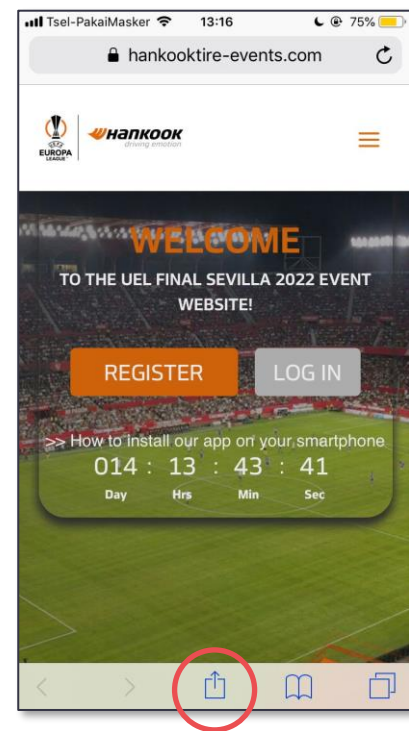 Tsel-PakaiMasker 13:16 75%
hankooktire-events.com
EUROPA
LEAGUE
HANKOOK
driving emotion
WELCOME
TO THE UEL FINAL SEVILLA 2022 EVENT
WEBSITE!
REGISTER LOG IN
>> How to install our app on your smartphone
014 : 13 : 43 : 41
Day Hrs Min Sec